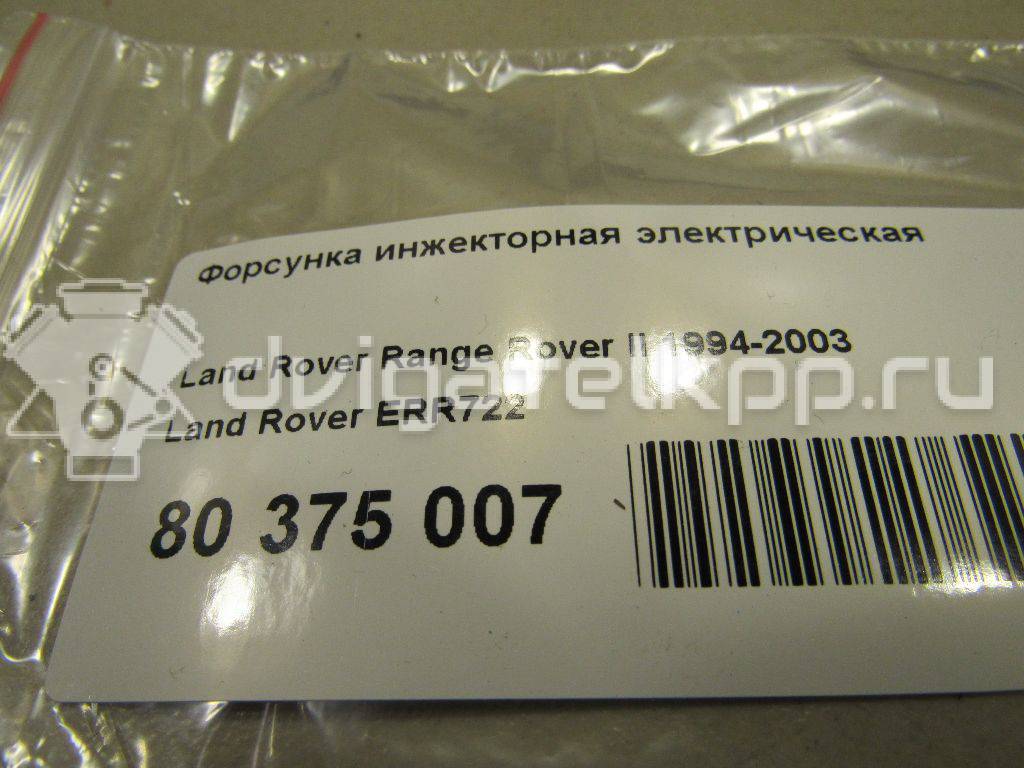 Форсунка инжекторная электрическая
Land Rover Range Rover II 1994-2003
Land Rover ERR722
80 375 007
dvigatelkpp.ru